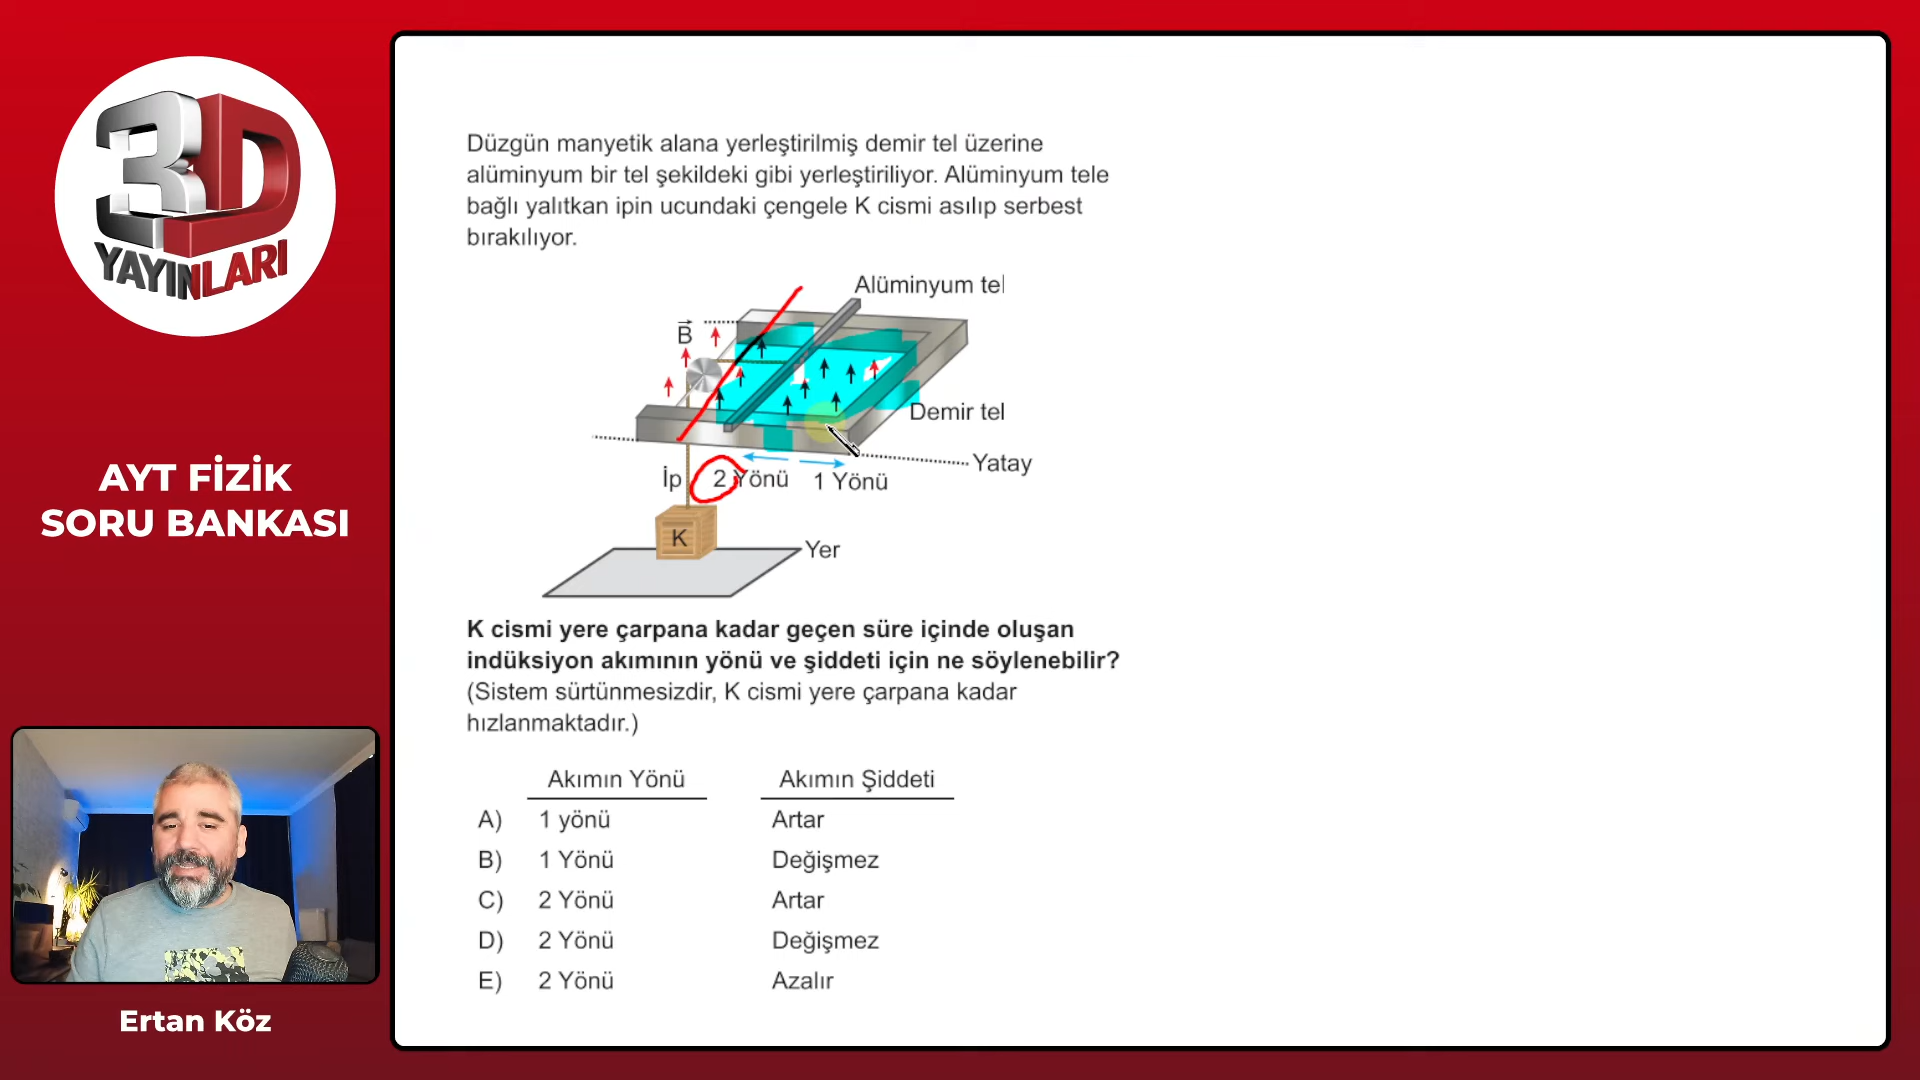 3D
YAYINLARI
AYT FİZİK
SORU BANKASI
Ertan Köz
Düzgün manyetik alana yerleştirilmiş demir tel üzerine
alüminyum bir tel şekildeki gibi yerleştiriliyor. Alüminyum tele
bağlı yalıtkan ipin ucundaki çengele K cismi asılıp serbest
bırakılıyor.
Alüminyum tel
B
Demir tel
Yatay
İp
2 Yönü
1 Yönü
K
Yer
K cismi yere çarpana kadar geçen süre içinde oluşan
indüksiyon akımının yönü ve şiddeti için ne söylenebilir?
(Sistem sürtünmesizdir, K cismi yere çarpana kadar
hızlanmaktadır.)
Akımın Yönü Akımın Şiddeti
A) 1 yönü Artar
B) 1 Yönü Değişmez
C) 2 Yönü Artar
D) 2 Yönü Değişmez
E) 2 Yönü Azalır